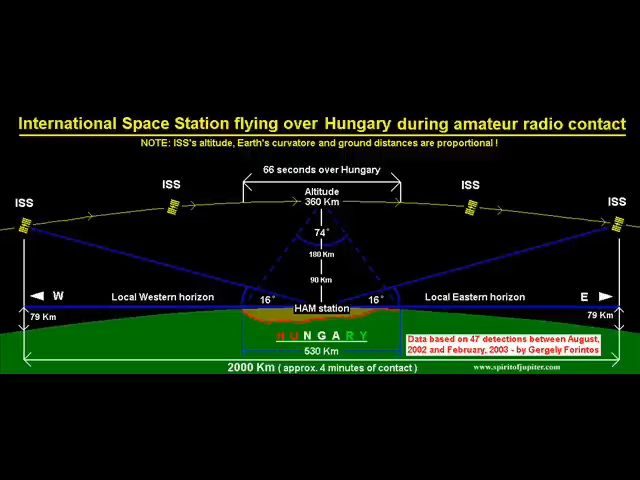 International Space Station flying over Hungary during amateur radio contact
NOTE: ISS's altitude, Earth's curvatore and ground distances are proportional !
66 seconds over Hungary
ISS
ISS
ISS
ISS
Altitude
360 Km
74°
180 Km
90 Km
W
Local Western horizon
16°
16°
Local Eastern horizon
E
HAM station
79 Km
79 Km
HUNGARY
530 Km
Data based on 47 detections between August,
2002 and February, 2003 - by Gergely Forintos
2000 Km ( approx. 4 minutes of contact )
www.spiritofjupiter.com